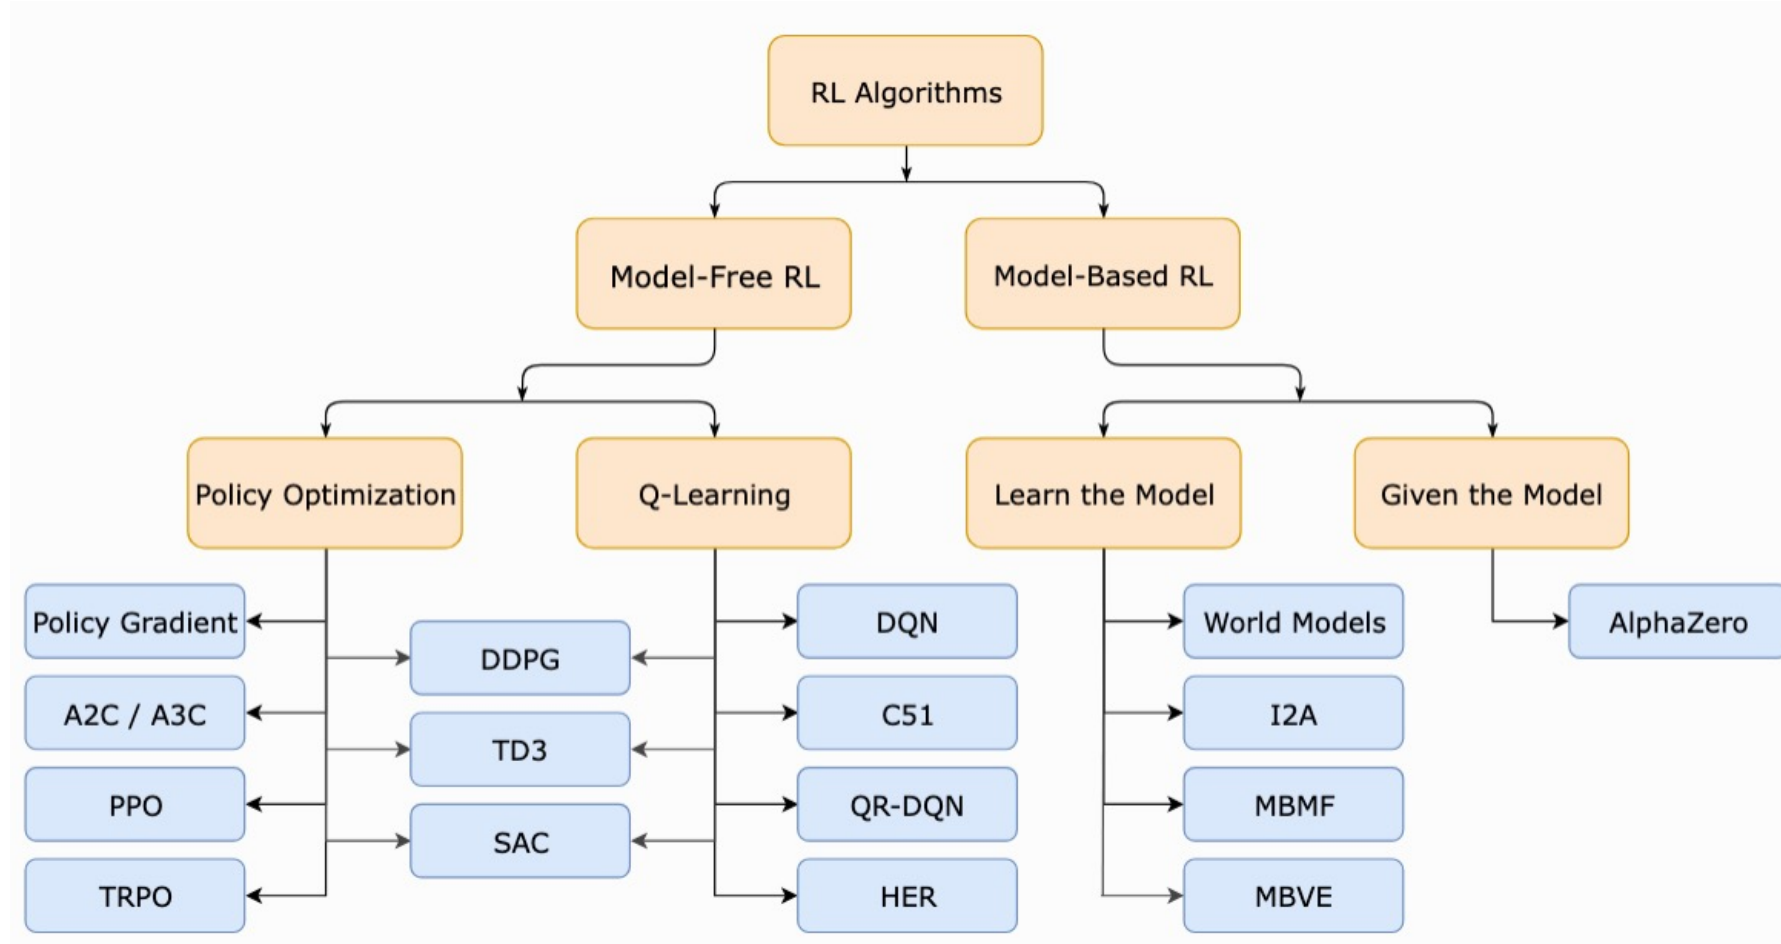 RL Algorithms
Model-Free RL
Model-Based RL
Policy Optimization
Q-Learning
Learn the Model
Given the Model
Policy Gradient
DDPG
DQN
World Models
AlphaZero
A2C / A3C
TD3
C51
I2A
PPO
SAC
QR-DQN
MBMF
TRPO
HER
MBVE